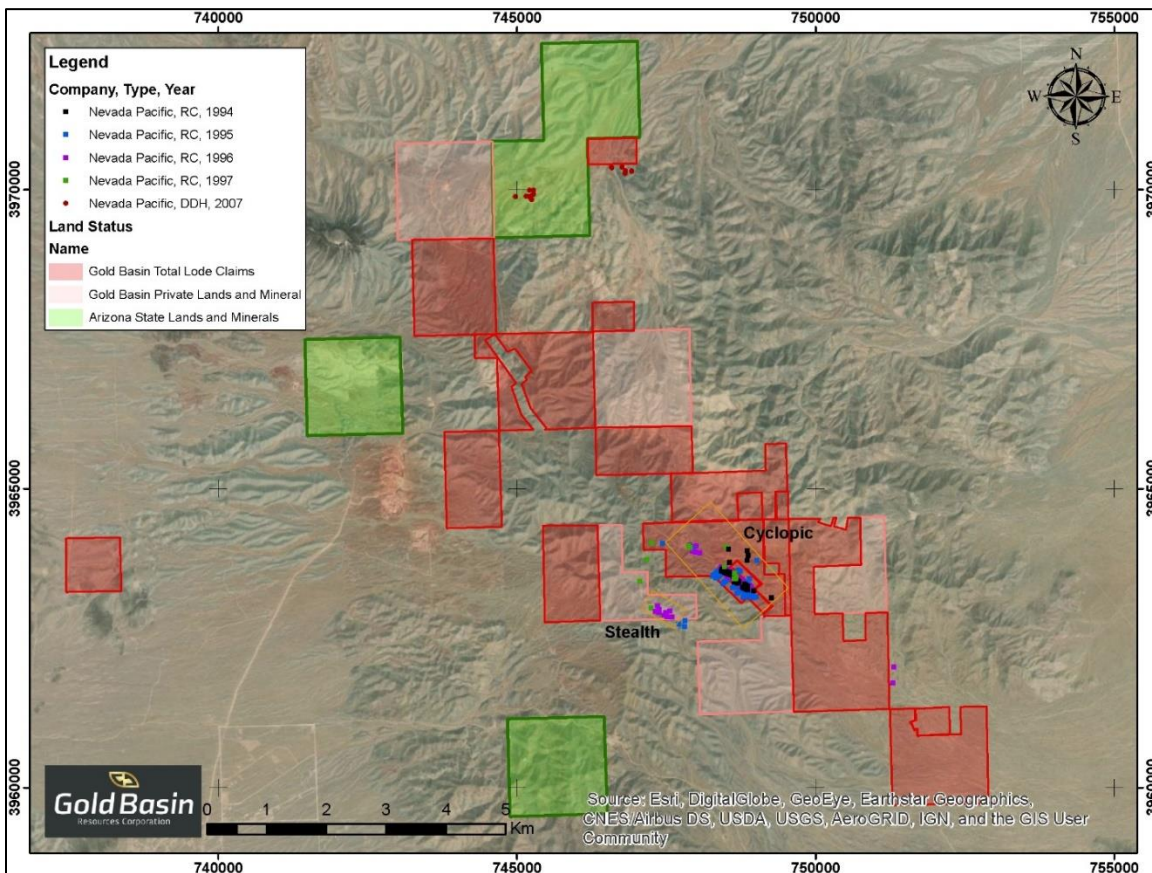 740000 745000 750000 755000
Legend
Company, Type, Year
Nevada Pacific, RC, 1994
Nevada Pacific, RC, 1995
Nevada Pacific, RC, 1996
Nevada Pacific, RC, 1997
Nevada Pacific, DDH, 2007
Land Status
Name
Gold Basin Total Lode Claims
Gold Basin Private Lands and Mineral
Arizona State Lands and Minerals
N
W E
S
3970000 3970000
3965000 3965000
Cyclopic
Stealth
3960000 3960000
Gold Basin
Resources Corporation
0 1 2 3 4 5
Km
Source: Esri, DigitalGlobe, GeoEye, Earthstar Geographics,
CNES/Airbus DS, USDA, USGS, AeroGRID, IGN, and the GIS User
Community
740000 745000 750000 755000